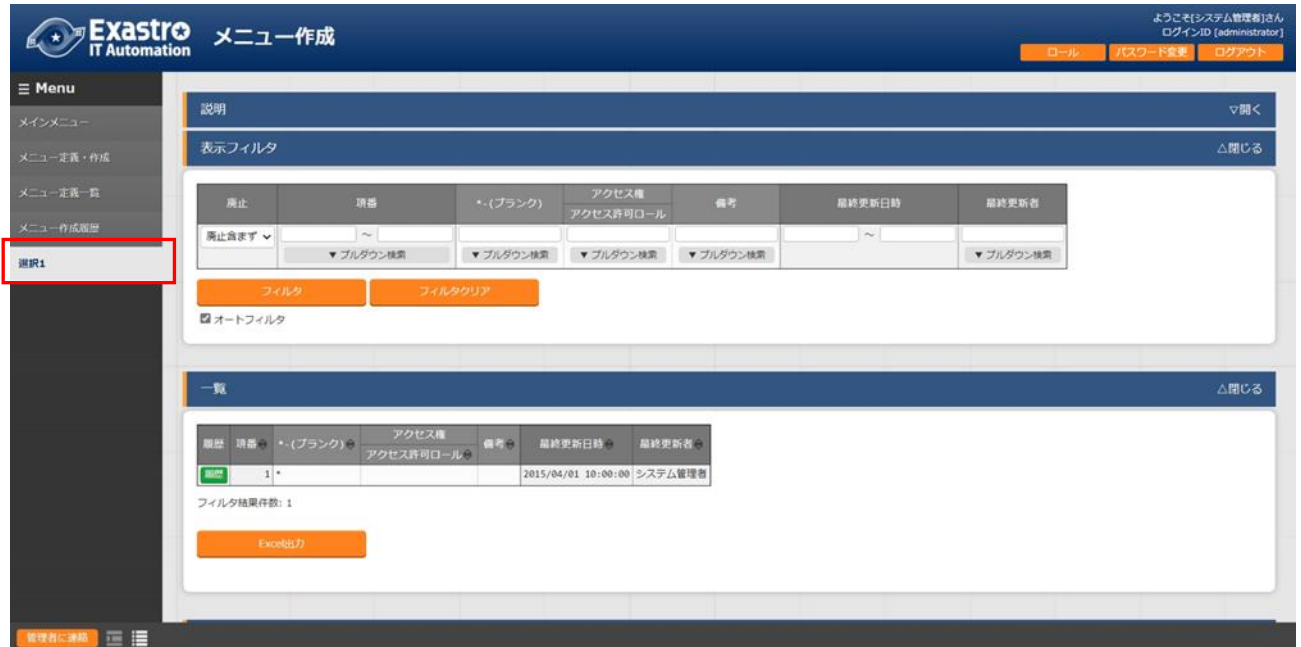 Exastro
IT Automation
メニュー作成
ようこそ[システム管理者]さん
ログインID [administrator]
ロール
パスワード変更
ログアウト
Menu
メインメニュー
メニュー定義・作成
メニュー定義一覧
メニュー作成履歴
選択1
説明
▽開く
表示フィルタ
△閉じる
廃止 項番 *-(ブランク) アクセス権 備考 最終更新日時 最終更新者
アクセス許可ロール
廃止含まず ～ ～
▼ プルダウン検索 ▼ プルダウン検索 ▼ プルダウン検索 ▼ プルダウン検索 ▼ プルダウン検索
フィルタ フィルタクリア
オートフィルタ
一覧
△閉じる
履歴 項番 *-(ブランク) アクセス権 備考 最終更新日時 最終更新者
アクセス許可ロール
履歴 1 * 2015/04/01 10:00:00 システム管理者
フィルタ結果件数: 1
Excel出力
管理者に連絡